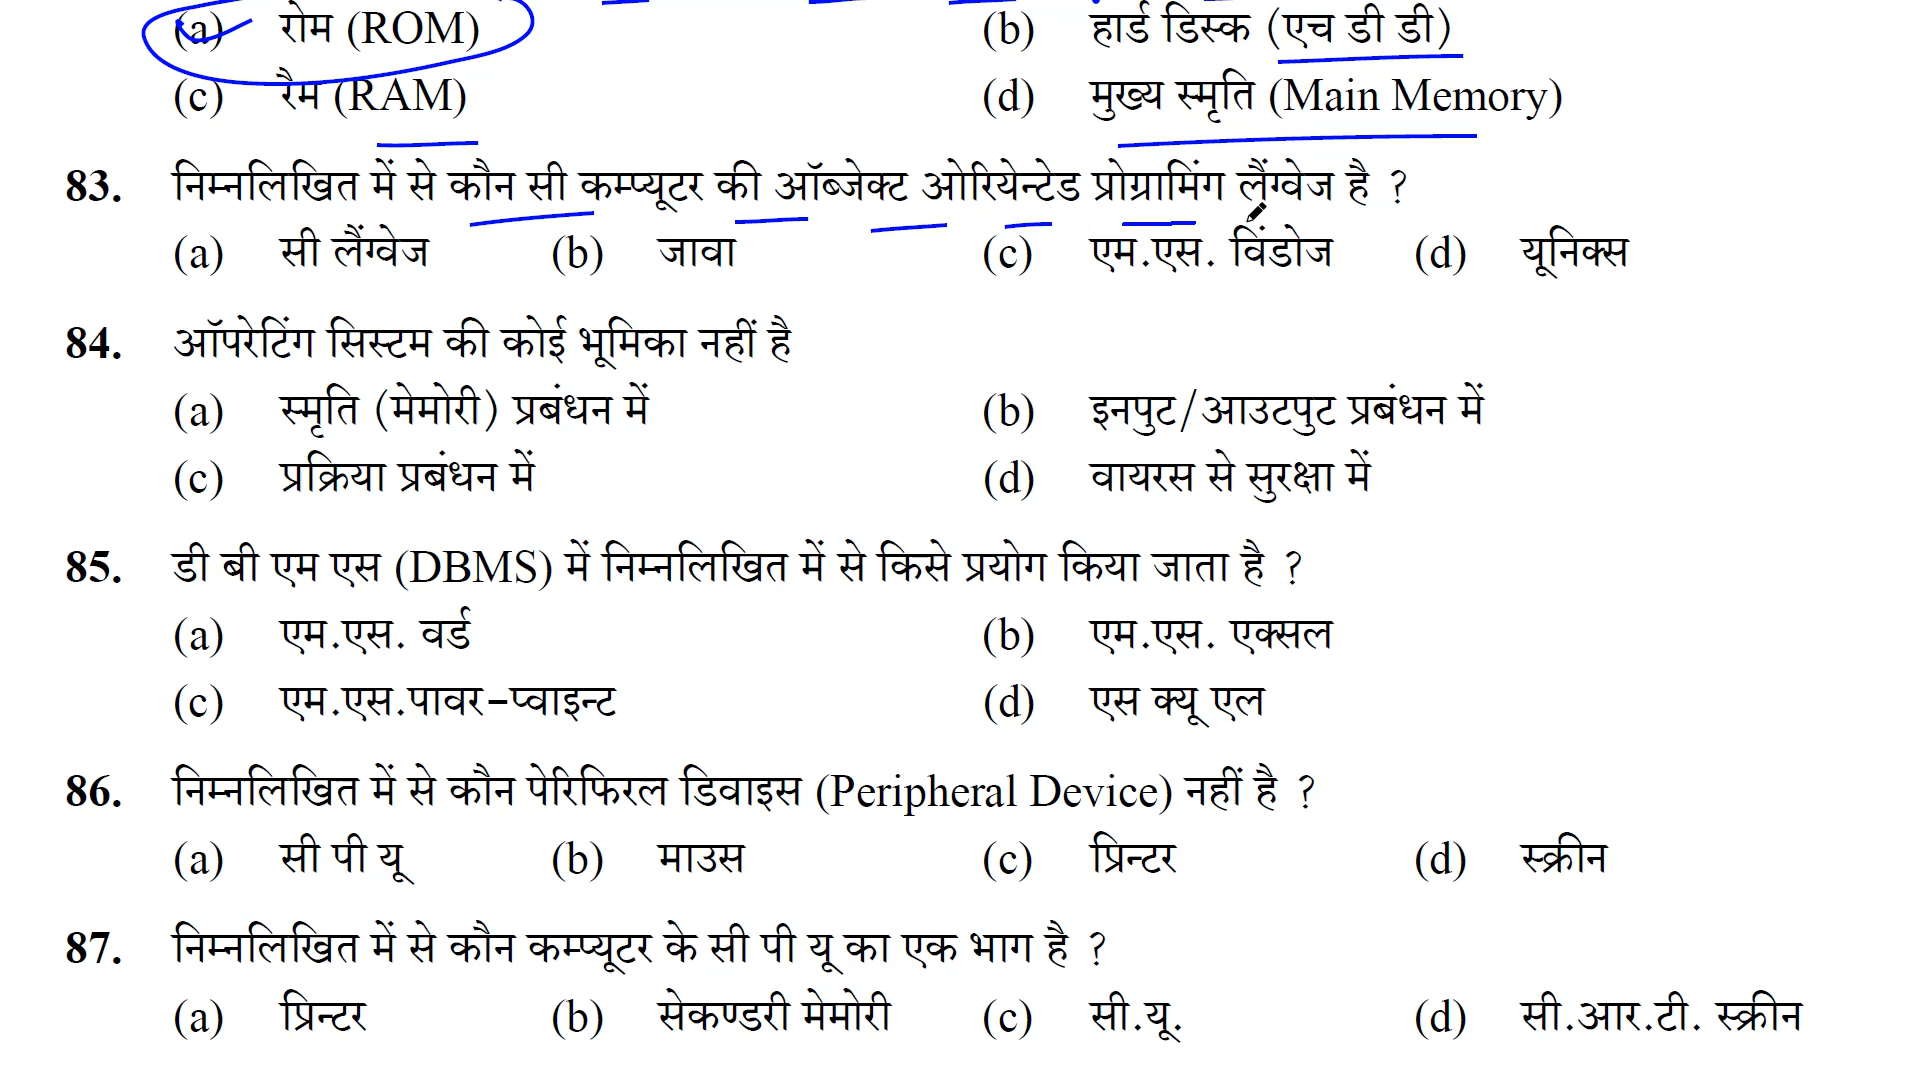 (a) रोम (ROM) (b) हार्ड डिस्क (एच डी डी)
(c) रैम (RAM) (d) मुख्य स्मृति (Main Memory)
83. निम्नलिखित में से कौन सी कम्प्यूटर की ऑब्जेक्ट ओरियेन्टेड प्रोग्रामिंग लैंग्वेज है ?
(a) सी लैंग्वेज (b) जावा (c) एम.एस. विंडोज (d) यूनिक्स
84. ऑपरेटिंग सिस्टम की कोई भूमिका नहीं है
(a) स्मृति (मेमोरी) प्रबंधन में (b) इनपुट/आउटपुट प्रबंधन में
(c) प्रक्रिया प्रबंधन में (d) वायरस से सुरक्षा में
85. डी बी एम एस (DBMS) में निम्नलिखित में से किसे प्रयोग किया जाता है ?
(a) एम.एस. वर्ड (b) एम.एस. एक्सल
(c) एम.एस.पावर-प्वाइन्ट (d) एस क्यू एल
86. निम्नलिखित में से कौन पेरिफिरल डिवाइस (Peripheral Device) नहीं है ?
(a) सी पी यू (b) माउस (c) प्रिन्टर (d) स्क्रीन
87. निम्नलिखित में से कौन कम्प्यूटर के सी पी यू का एक भाग है ?
(a) प्रिन्टर (b) सेकण्डरी मेमोरी (c) सी.यू. (d) सी.आर.टी. स्क्रीन